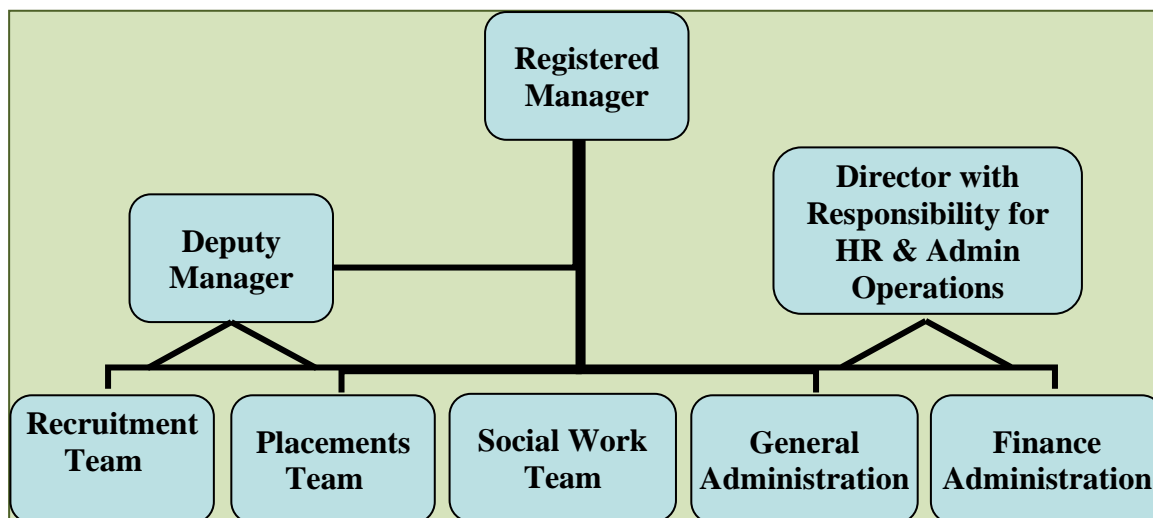 Registered
Manager
Deputy
Manager
Director with
Responsibility for
HR & Admin
Operations
Recruitment
Team
Placements
Team
Social Work
Team
General
Administration
Finance
Administration